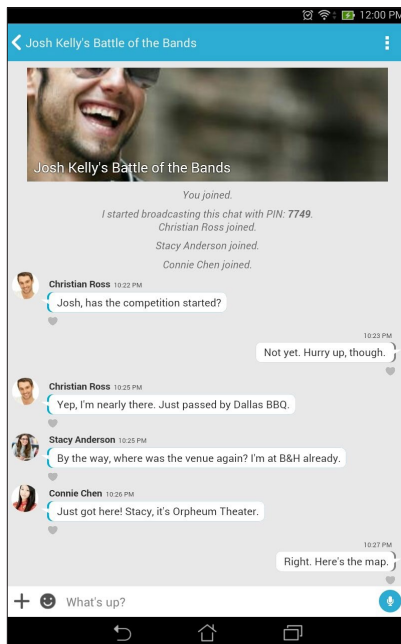 12:00 PM
Josh Kelly's Battle of the Bands
Josh Kelly's Battle of the Bands
You joined.
I started broadcasting this chat with PIN: 7749.
Christian Ross joined.
Stacy Anderson joined.
Connie Chen joined.
Christian Ross 10:22 PM
Josh, has the competition started?
10:23 PM
Not yet. Hurry up, though.
Christian Ross 10:25 PM
Yep, I'm nearly there. Just passed by Dallas BBQ.
Stacy Anderson 10:25 PM
By the way, where was the venue again? I'm at B&H already.
Connie Chen 10:26 PM
Just got here! Stacy, it's Orpheum Theater.
10:27 PM
Right. Here's the map.
What's up?